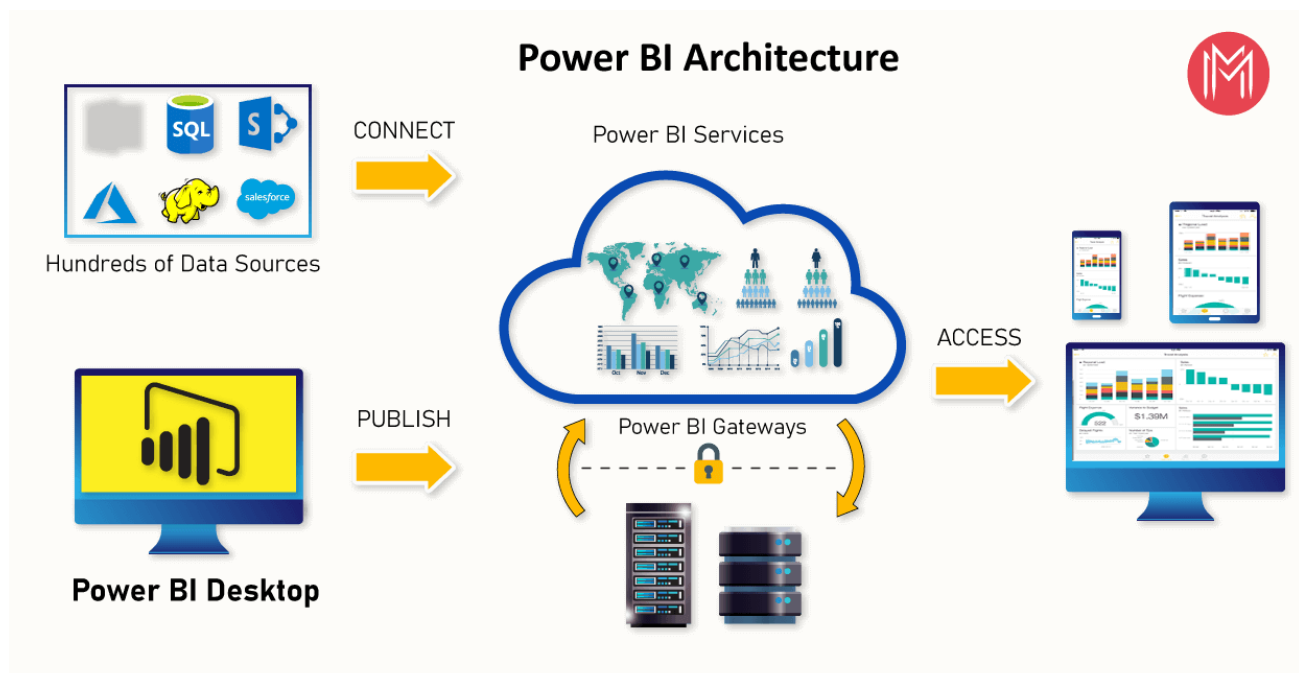 Power BI Architecture
SQL
S
salesforce
Hundreds of Data Sources
CONNECT
Power BI Services
Oct Nov Dec
ACCESS
PUBLISH
Power BI Gateways
$1.39M
Power BI Desktop